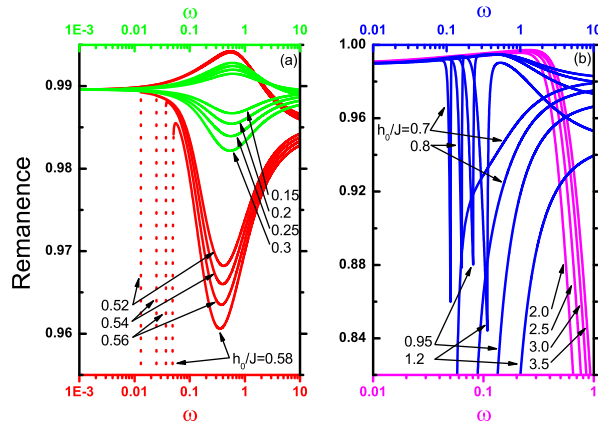 ω ω
1E-3 0.01 0.1 1 10 0.01 0.1 1 10
1.00
(a) (b)
0.99
h0/J=0.7
0.96
0.8
Remanence
0.98
0.15
0.92
0.2
0.25
0.3
0.97
0.88
0.52 2.0
0.54 0.95 2.5
0.56 1.2 3.0
0.96 h0/J=0.58 3.5
0.84
1E-3 0.01 0.1 1 10 0.01 0.1 1
ω ω